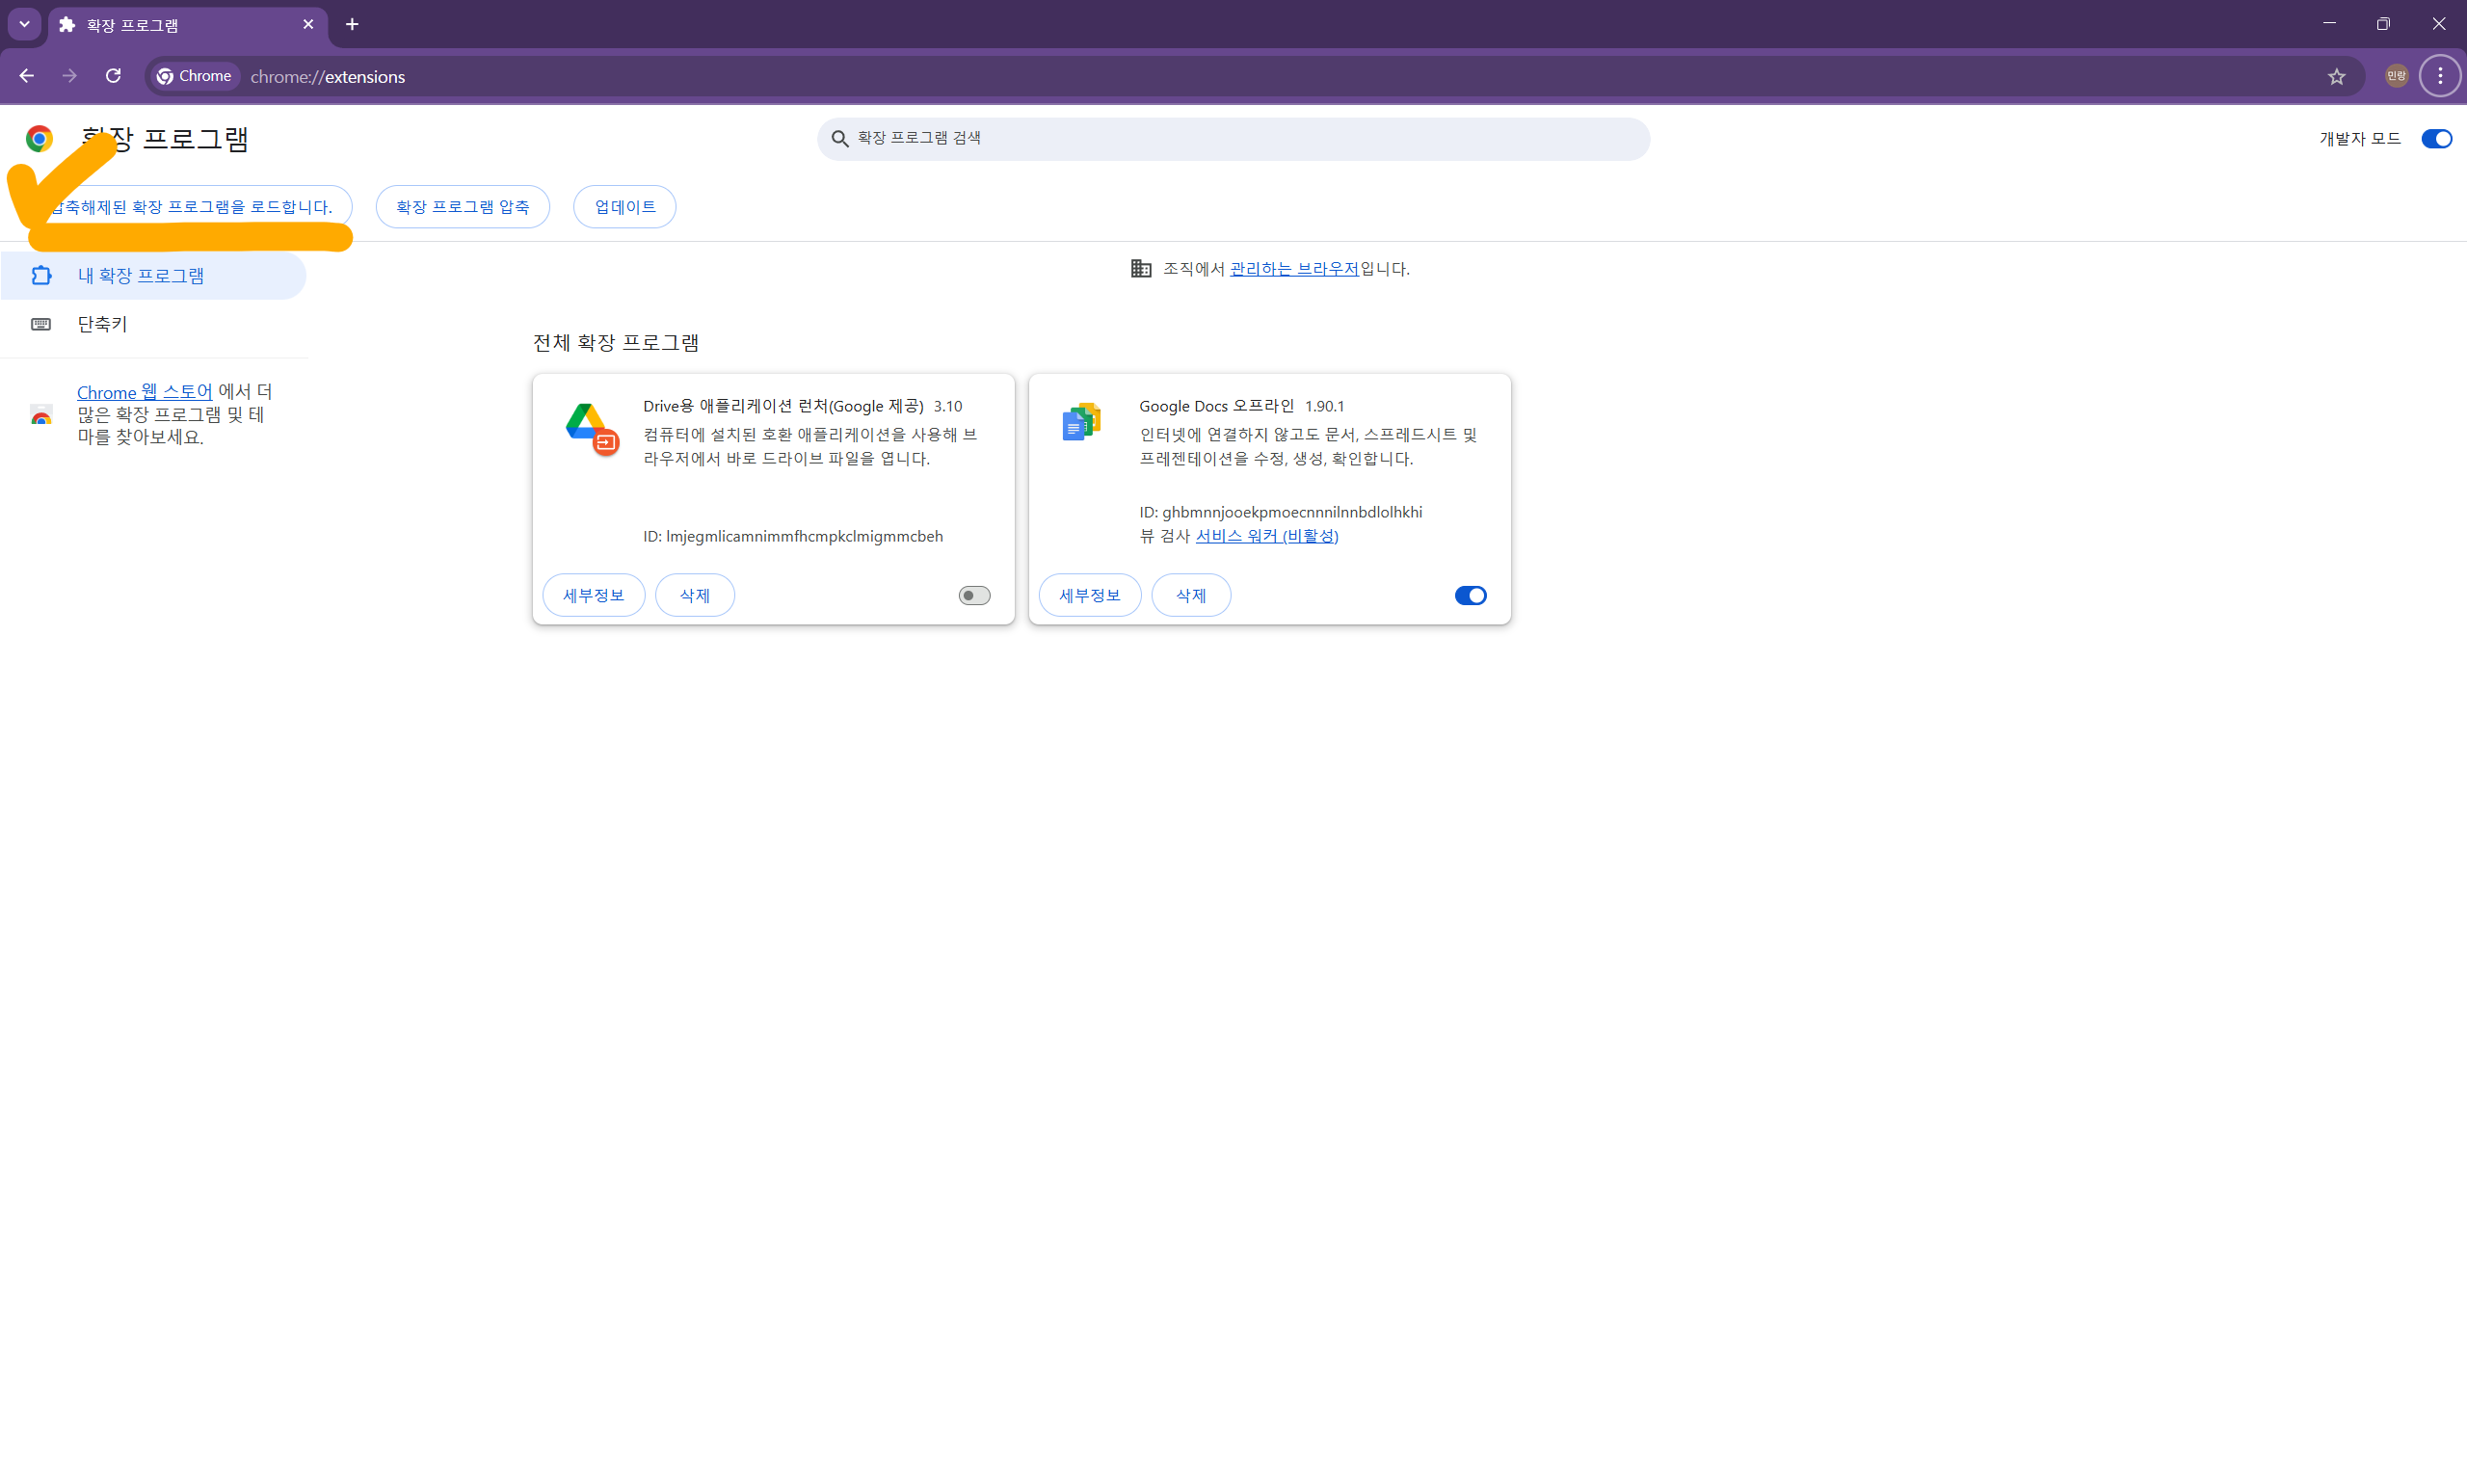 확장 프로그램
Chrome
chrome://extensions
민랑
확장 프로그램
확장 프로그램 검색
개발자 모드
압축해제된 확장 프로그램을 로드합니다.
확장 프로그램 압축
업데이트
내 확장 프로그램
조직에서 관리하는 브라우저입니다.
단축키
Chrome 웹 스토어 에서 더
많은 확장 프로그램 및 테
마를 찾아보세요.
전체 확장 프로그램
Drive용 애플리케이션 런처(Google 제공) 3.10
컴퓨터에 설치된 호환 애플리케이션을 사용해 브
라우저에서 바로 드라이브 파일을 엽니다.
ID: lmjegmlicamnimmfhcmpkclmigmmcbeh
세부정보
삭제
Google Docs 오프라인 1.90.1
인터넷에 연결하지 않고도 문서, 스프레드시트 및
프레젠테이션을 수정, 생성, 확인합니다.
ID: ghbmnnjooekpmoecnnnilnnbdlolhkhi
뷰 검사 서비스 워커 (비활성)
세부정보
삭제